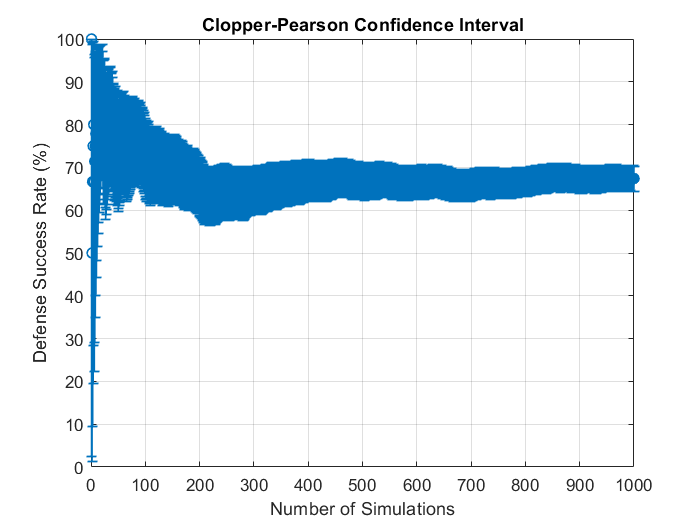 Clopper-Pearson Confidence Interval
100
90
80
70
60
50
40
30
20
10
0
Defense Success Rate (%)
0 100 200 300 400 500 600 700 800 900 1000
Number of Simulations